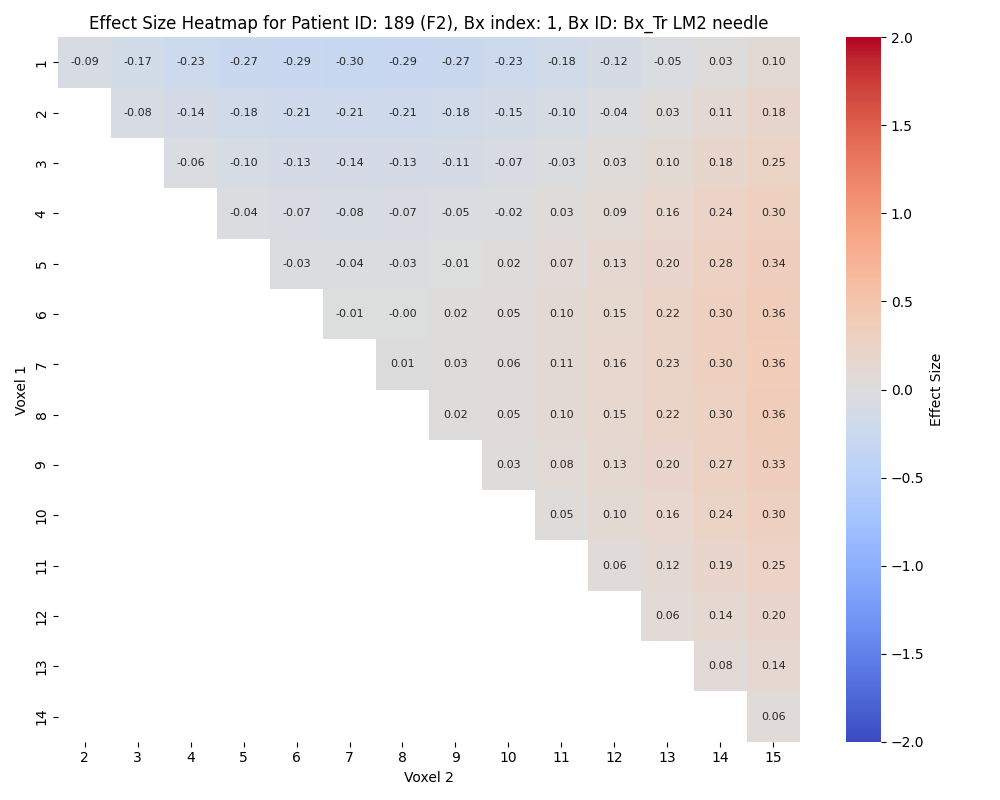 Effect Size Heatmap for Patient ID: 189 (F2), Bx index: 1, Bx ID: Bx_Tr LM2 needle
1 -0.09 -0.17 -0.23 -0.27 -0.29 -0.30 -0.29 -0.27 -0.23 -0.18 -0.12 -0.05 0.03 0.10
2 -0.08 -0.14 -0.18 -0.21 -0.21 -0.21 -0.18 -0.15 -0.10 -0.04 0.03 0.11 0.18
3 -0.06 -0.10 -0.13 -0.14 -0.13 -0.11 -0.07 -0.03 0.03 0.10 0.18 0.25
4 -0.04 -0.07 -0.08 -0.07 -0.05 -0.02 0.03 0.09 0.16 0.24 0.30
5 -0.03 -0.04 -0.03 -0.01 0.02 0.07 0.13 0.20 0.28 0.34
6 -0.01 -0.00 0.02 0.05 0.10 0.15 0.22 0.30 0.36
7 0.01 0.03 0.06 0.11 0.16 0.23 0.30 0.36
8 0.02 0.05 0.10 0.15 0.22 0.30 0.36
9 0.03 0.08 0.13 0.20 0.27 0.33
10 0.05 0.10 0.16 0.24 0.30
11 0.06 0.12 0.19 0.25
12 0.06 0.14 0.20
13 0.08 0.14
14 0.06
Voxel 1
2 3 4 5 6 7 8 9 10 11 12 13 14 15
Voxel 2
2.0
1.5
1.0
0.5
0.0
−0.5
−1.0
−1.5
−2.0
Effect Size